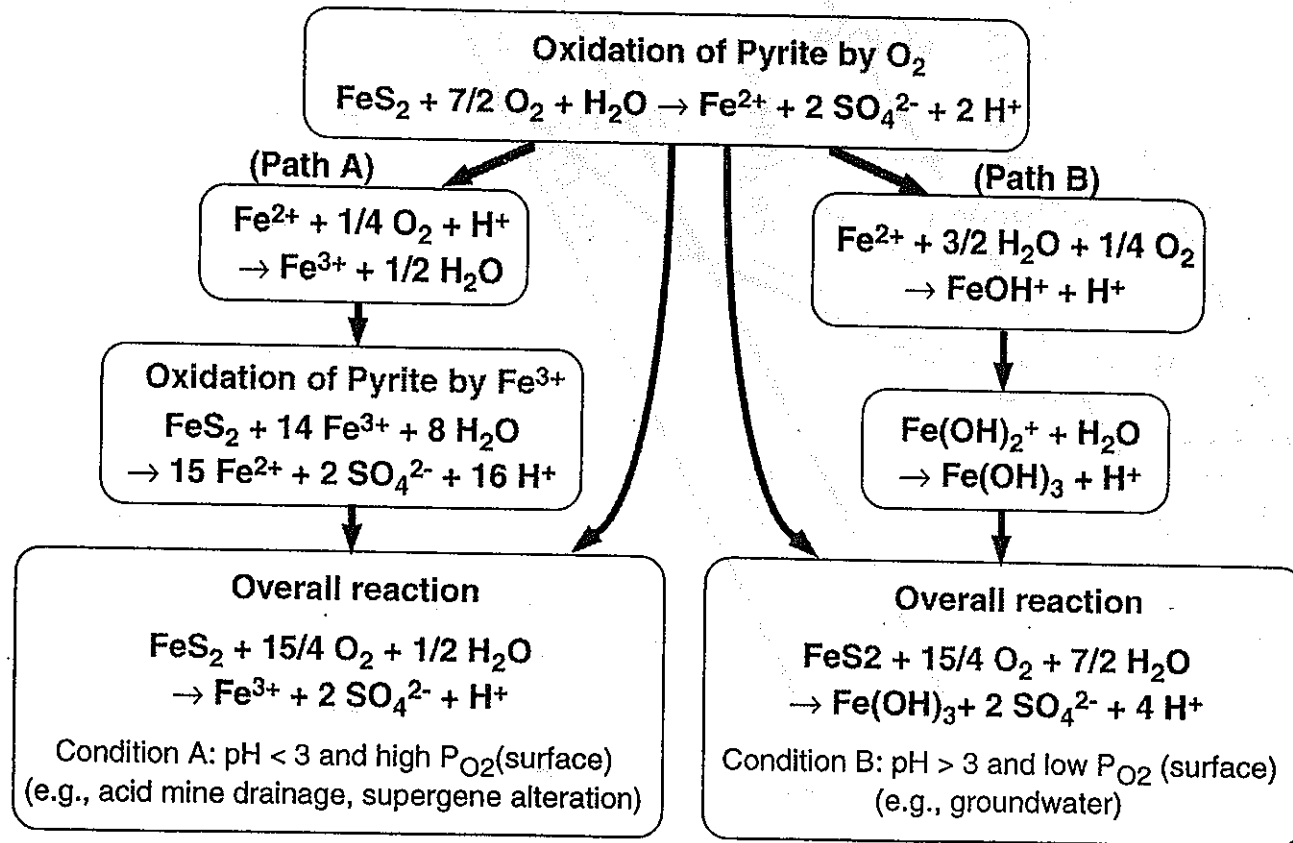 Oxidation of Pyrite by O₂
FeS₂ + 7/2 O₂ + H₂O → Fe²⁺ + 2 SO₄²⁻ + 2 H⁺
(Path A)
Fe²⁺ + 1/4 O₂ + H⁺
→ Fe³⁺ + 1/2 H₂O
Oxidation of Pyrite by Fe³⁺
FeS₂ + 14 Fe³⁺ + 8 H₂O
→ 15 Fe²⁺ + 2 SO₄²⁻ + 16 H⁺
Overall reaction
FeS₂ + 15/4 O₂ + 1/2 H₂O
→ Fe³⁺ + 2 SO₄²⁻ + H⁺
Condition A: pH < 3 and high P_O2 (surface)
(e.g., acid mine drainage, supergene alteration)
(Path B)
Fe²⁺ + 3/2 H₂O + 1/4 O₂
→ FeOH⁺ + H⁺
Fe(OH)₂⁺ + H₂O
→ Fe(OH)₃ + H⁺
Overall reaction
FeS2 + 15/4 O₂ + 7/2 H₂O
→ Fe(OH)₃+ 2 SO₄²⁻ + 4 H⁺
Condition B: pH > 3 and low P_O2 (surface)
(e.g., groundwater)